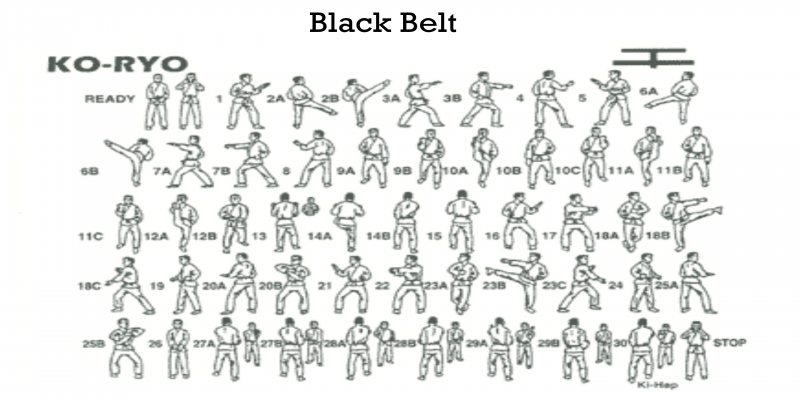 Black Belt
KO-RYO
READY 1 2A 2B 3A 3B 4 5 6A
6B 7A 7B 8 9A 9B 10A 10B 10C 11A 11B
11C 12A 12B 13 14A 14B 15 16 17 18A 18B
18C 19 20A 20B 21 22 23A 23B 23C 24 25A
25B 26 27A 27B 28A 28B 29A 29B 30 STOP
Ki-Hap